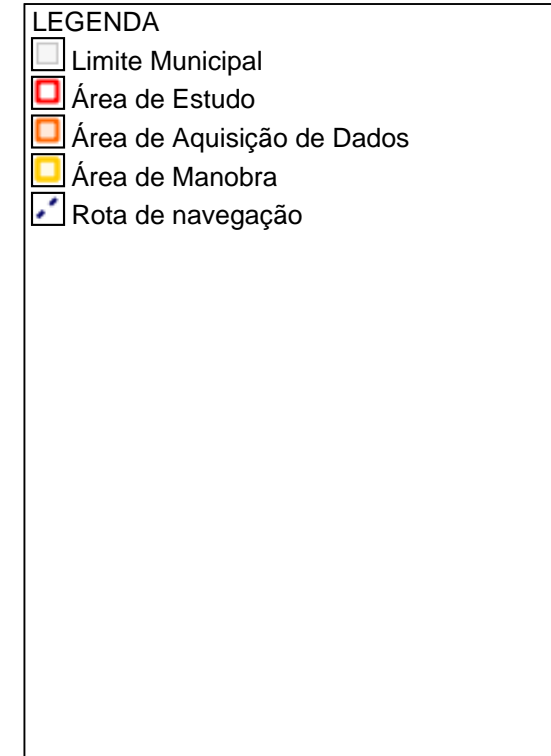 LEGENDA
Limite Municipal
Área de Estudo
Área de Aquisição de Dados
Área de Manobra
Rota de navegação